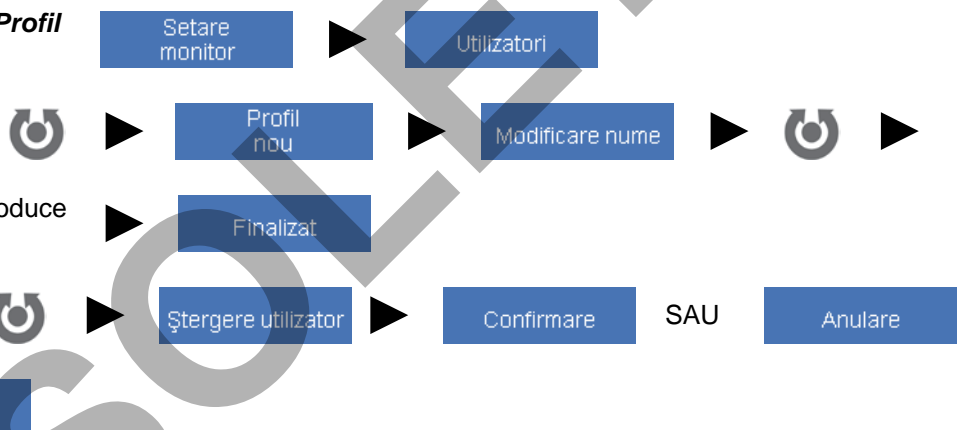 Profil
Setare
monitor
Utilizatori
Profil
nou
Modificare nume
oduce
Finalizat
Ştergere utilizator
Confirmare
SAU
Anulare